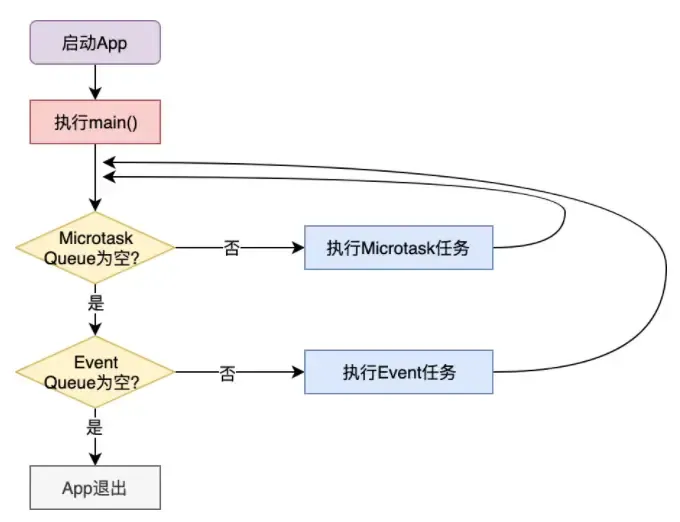 启动App
执行main()
Microtask
Queue为空?
否
执行Microtask任务
是
Event
Queue为空?
否
执行Event任务
是
App退出